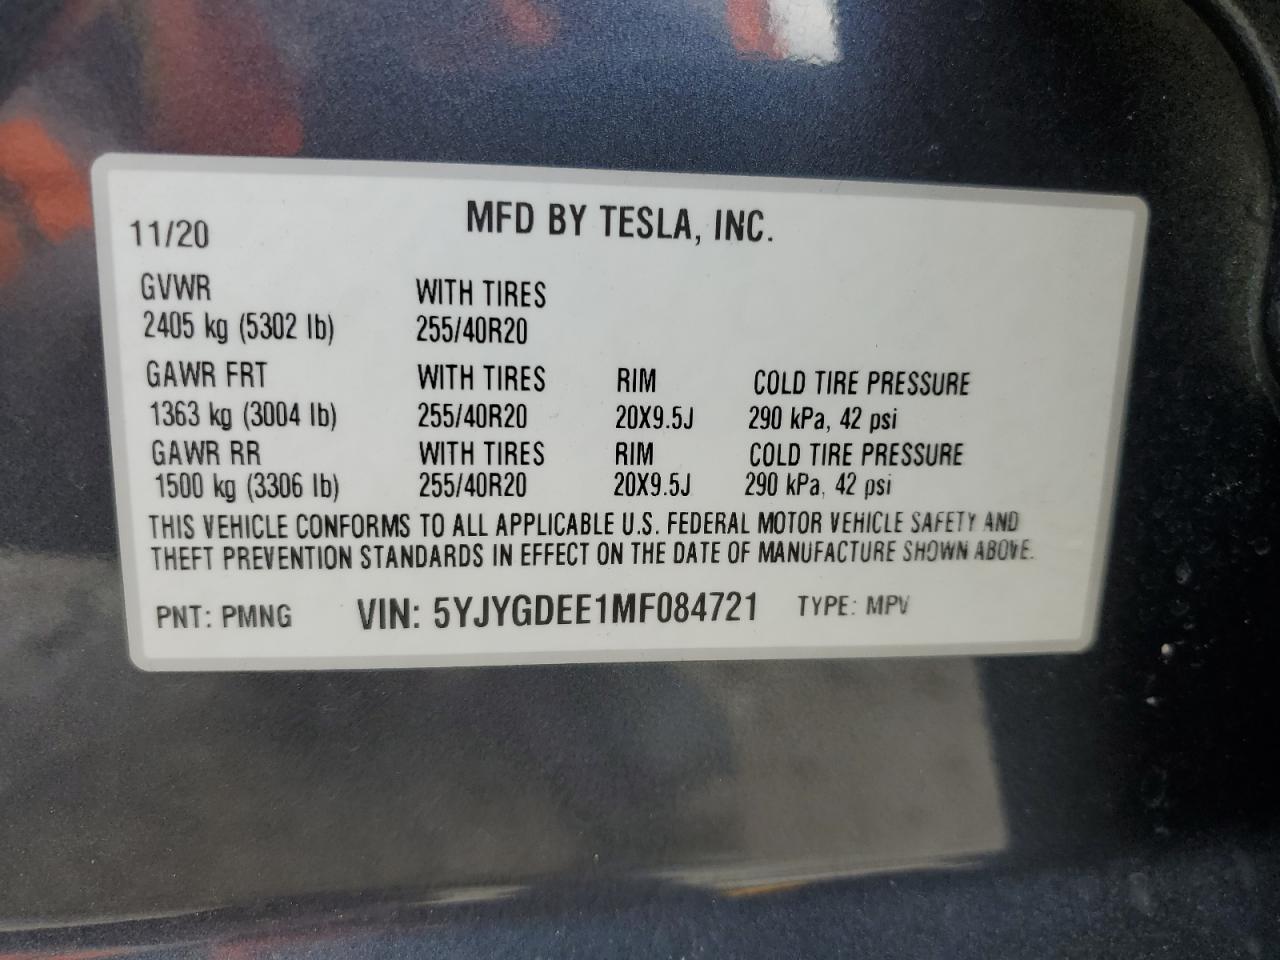 MFD BY TESLA, INC.
11/20
GVWR WITH TIRES
2405 kg (5302 lb) 255/40R20
GAWR FRT WITH TIRES RIM COLD TIRE PRESSURE
1363 kg (3004 lb) 255/40R20 20X9.5J 290 kPa, 42 psi
GAWR RR WITH TIRES RIM COLD TIRE PRESSURE
1500 kg (3306 lb) 255/40R20 20X9.5J 290 kPa, 42 psi
THIS VEHICLE CONFORMS TO ALL APPLICABLE U.S. FEDERAL MOTOR VEHICLE SAFETY AND
THEFT PREVENTION STANDARDS IN EFFECT ON THE DATE OF MANUFACTURE SHOWN ABOVE.
PNT: PMNG VIN: 5YJYGDEE1MF084721 TYPE: MPV